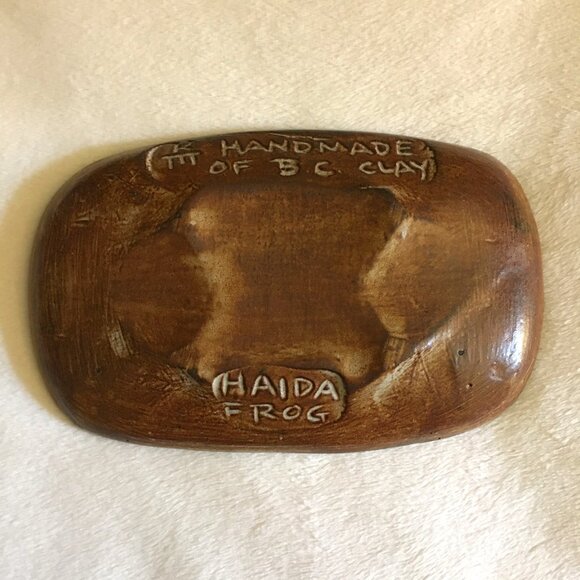 HANDMADE
OF B.C. CLAY
HAIDA
FROG